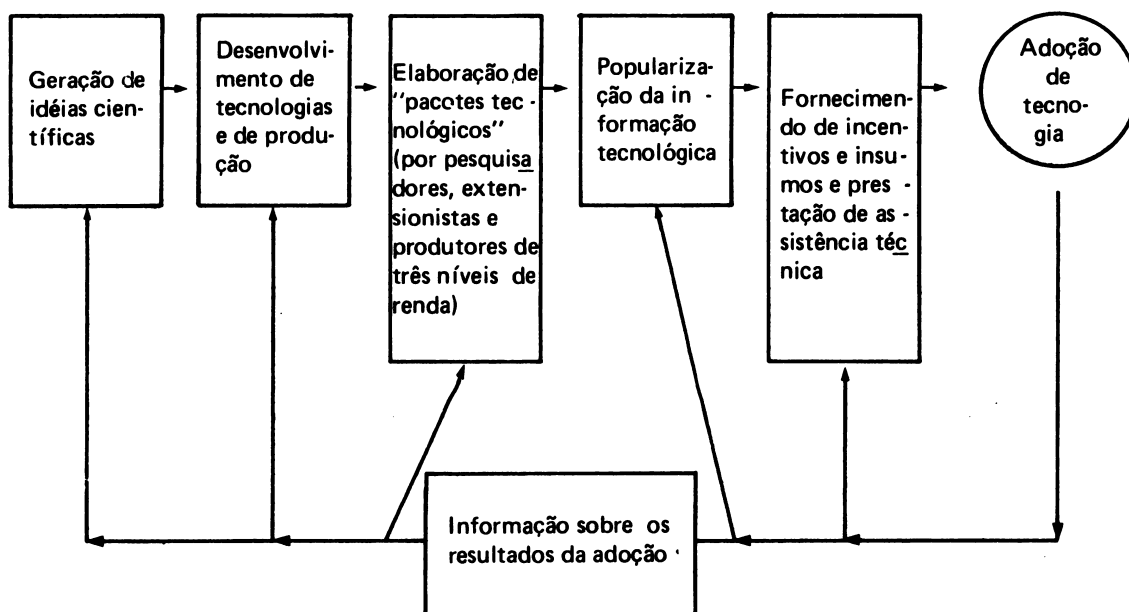 Geração de
idéias cien-
tíficas
Desenvolvi-
mento de
tecnologias
e de produ-
ção
Elaboração de
"pacotes tec-
nológicos"
(por pesquisa
dores, exten-
sionistas e
produtores de
três níveis de
renda)
Populariza-
ção da in -
formação
tecnológica
Fornecimen-
do de incen-
tivos e insu-
mos e pres -
tação de as -
sistência téc
nica
Adoção
de
tecno-
gia
Informação sobre os
resultados da adoção